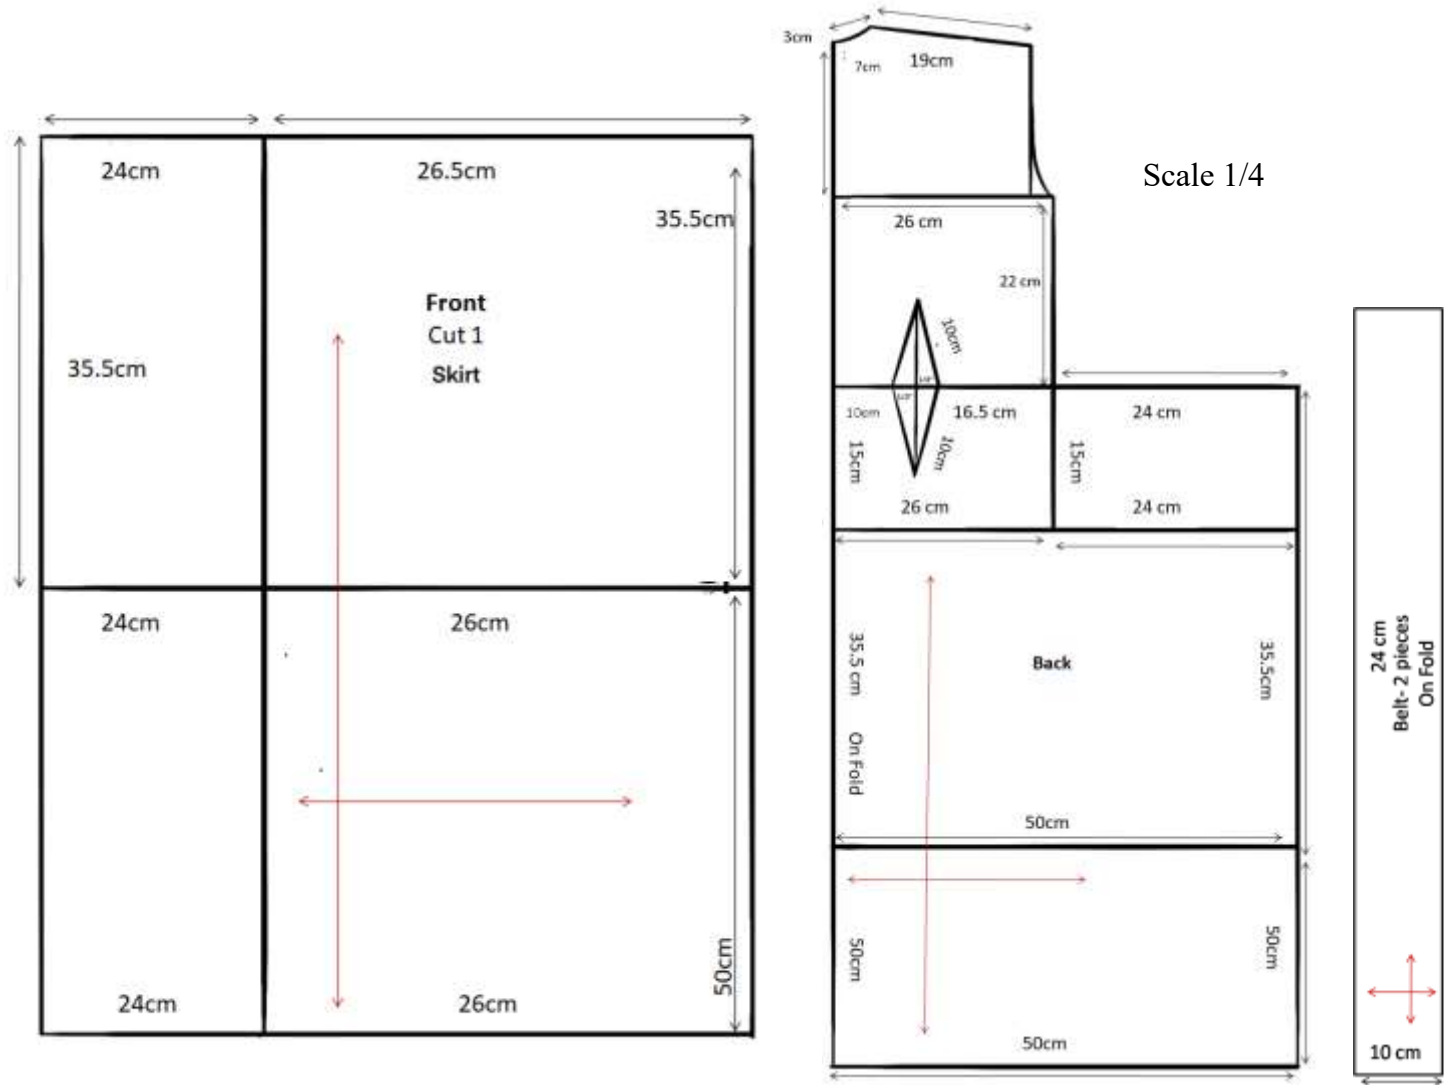 24cm
26.5cm
35.5cm
Front
Cut 1
Skirt
35.5cm
24cm
26cm
24cm
26cm
50cm
3cm
7cm
19cm
Scale 1/4
26 cm
22 cm
10cm
10cm
16.5 cm
24 cm
15cm
10cm
15cm
26 cm
24 cm
35.5 cm
On Fold
Back
35.5cm
50cm
50cm
50cm
50cm
24 cm
Belt- 2 pieces
On Fold
10 cm